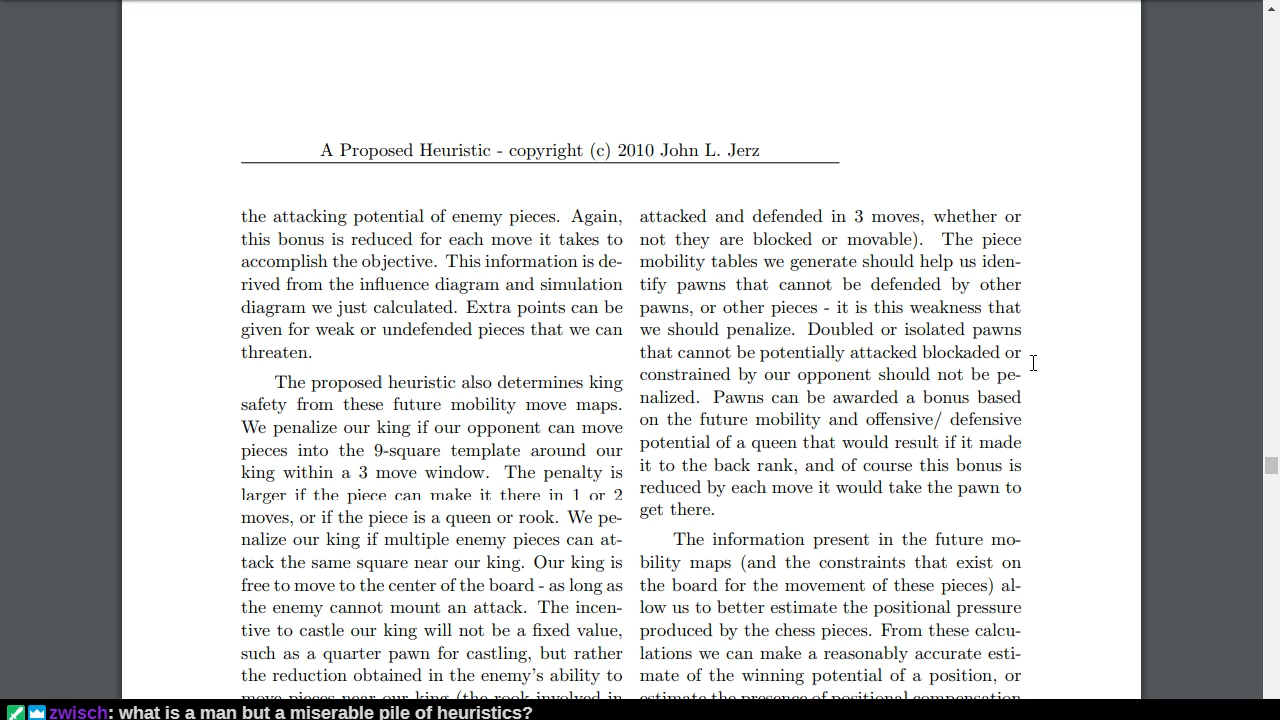 A Proposed Heuristic - copyright (c) 2010 John L. Jerz
the attacking potential of enemy pieces. Again,
this bonus is reduced for each move it takes to
accomplish the objective. This information is de-
rived from the influence diagram and simulation
diagram we just calculated. Extra points can be
given for weak or undefended pieces that we can
threaten.
The proposed heuristic also determines king
safety from these future mobility move maps.
We penalize our king if our opponent can move
pieces into the 9-square template around our
king within a 3 move window. The penalty is
larger if the piece can make it there in 1 or 2
moves, or if the piece is a queen or rook. We pe-
nalize our king if multiple enemy pieces can at-
tack the same square near our king. Our king is
free to move to the center of the board - as long as
the enemy cannot mount an attack. The incen-
tive to castle our king will not be a fixed value,
such as a quarter pawn for castling, but rather
the reduction obtained in the enemy's ability to
move pieces near our king (the rook involved in
attacked and defended in 3 moves, whether or
not they are blocked or movable). The piece
mobility tables we generate should help us iden-
tify pawns that cannot be defended by other
pawns, or other pieces - it is this weakness that
we should penalize. Doubled or isolated pawns
that cannot be potentially attacked blockaded or
constrained by our opponent should not be pe-
nalized. Pawns can be awarded a bonus based
on the future mobility and offensive/ defensive
potential of a queen that would result if it made
it to the back rank, and of course this bonus is
reduced by each move it would take the pawn to
get there.
The information present in the future mo-
bility maps (and the constraints that exist on
the board for the movement of these pieces) al-
low us to better estimate the positional pressure
produced by the chess pieces. From these calcu-
lations we can make a reasonably accurate esti-
mate of the winning potential of a position, or
estimate the presence of positional compensation
zwisch: what is a man but a miserable pile of heuristics?